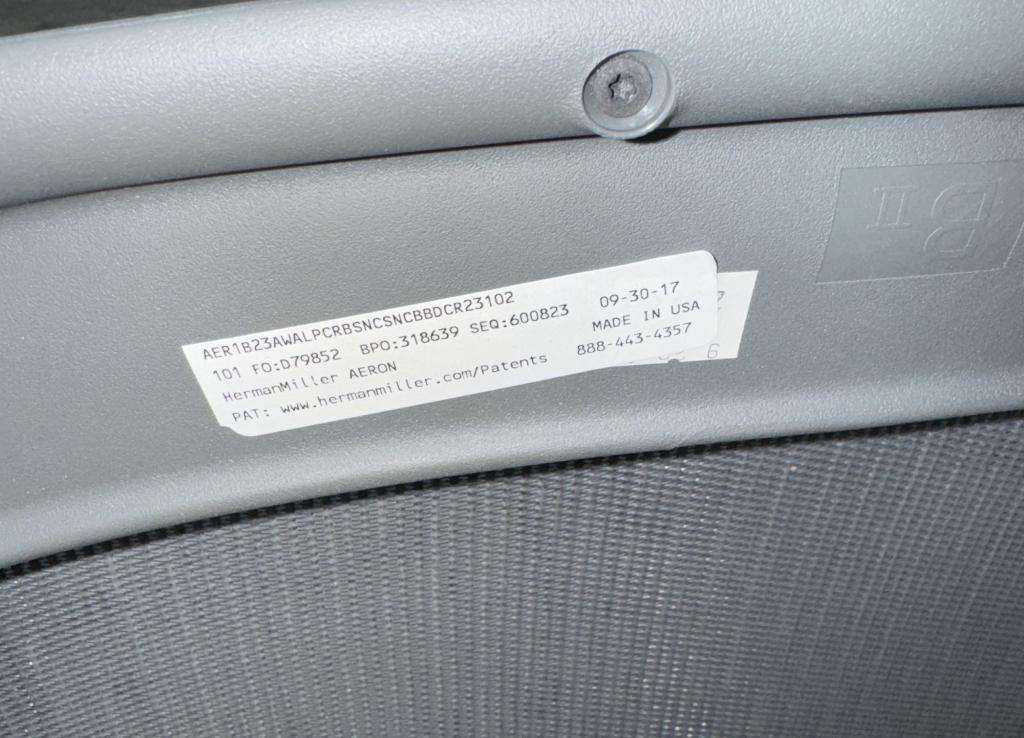 AER1B23AWALPCRBSNCSNCBBDCR23102
101 FO:D79852 BPO:318639 SEQ:600823 09-30-17
HermanMiller AERON MADE IN USA
PAT: www.hermanmiller.com/Patents 888-443-4357
6